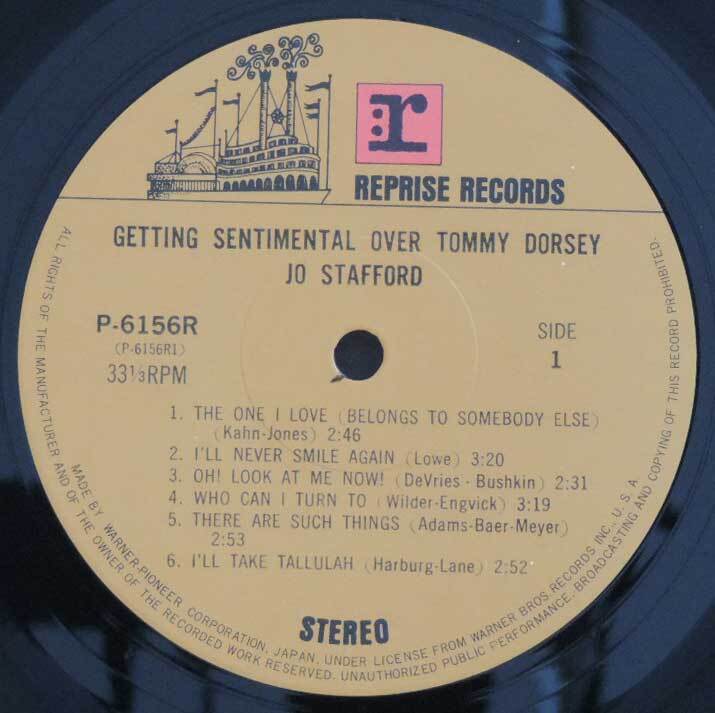 r
REPRISE RECORDS
GETTING SENTIMENTAL OVER TOMMY DORSEY
JO STAFFORD
P-6156R
(P-6156R1)
33⅓RPM
SIDE
1
1. THE ONE I LOVE (BELONGS TO SOMEBODY ELSE)
(Kahn-Jones) 2:46
2. I'LL NEVER SMILE AGAIN (Lowe) 3:20
3. OH! LOOK AT ME NOW! (DeVries - Bushkin) 2:31
4. WHO CAN I TURN TO (Wilder-Engvick) 3:19
5. THERE ARE SUCH THINGS (Adams-Baer-Meyer)
2:53
6. I'LL TAKE TALLULAH (Harburg-Lane) 2:52
STEREO
MADE BY WARNER-PIONEER CORPORATION, JAPAN, UNDER LICENSE FROM WARNER BROS RECORDS INC., U.S.A
ALL RIGHTS OF THE MANUFACTURER AND OF THE OWNER OF THE RECORDED WORK RESERVED. UNAUTHORIZED PUBLIC PERFORMANCE. BROADCASTING AND COPYING OF THIS RECORD PROHIBITED.